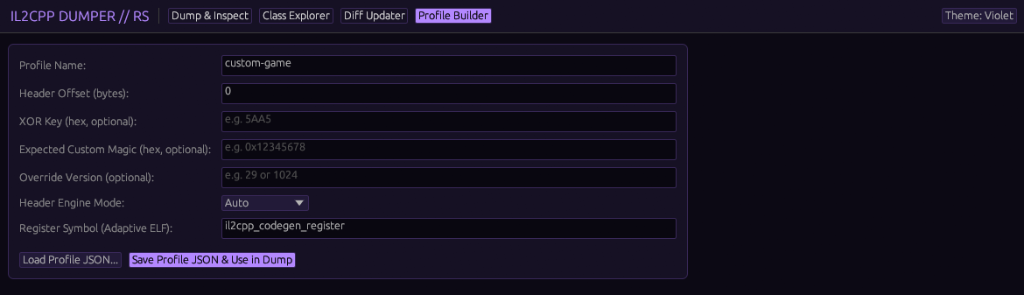 IL2CPP DUMPER // RS Dump & Inspect Class Explorer Diff Updater Profile Builder Theme: Violet
Profile Name: custom-game
Header Offset (bytes): 0
XOR Key (hex, optional): e.g. 5AA5
Expected Custom Magic (hex, optional): e.g. 0x12345678
Override Version (optional): e.g. 29 or 1024
Header Engine Mode: Auto
Register Symbol (Adaptive ELF): il2cpp_codegen_register
Load Profile JSON... Save Profile JSON & Use in Dump